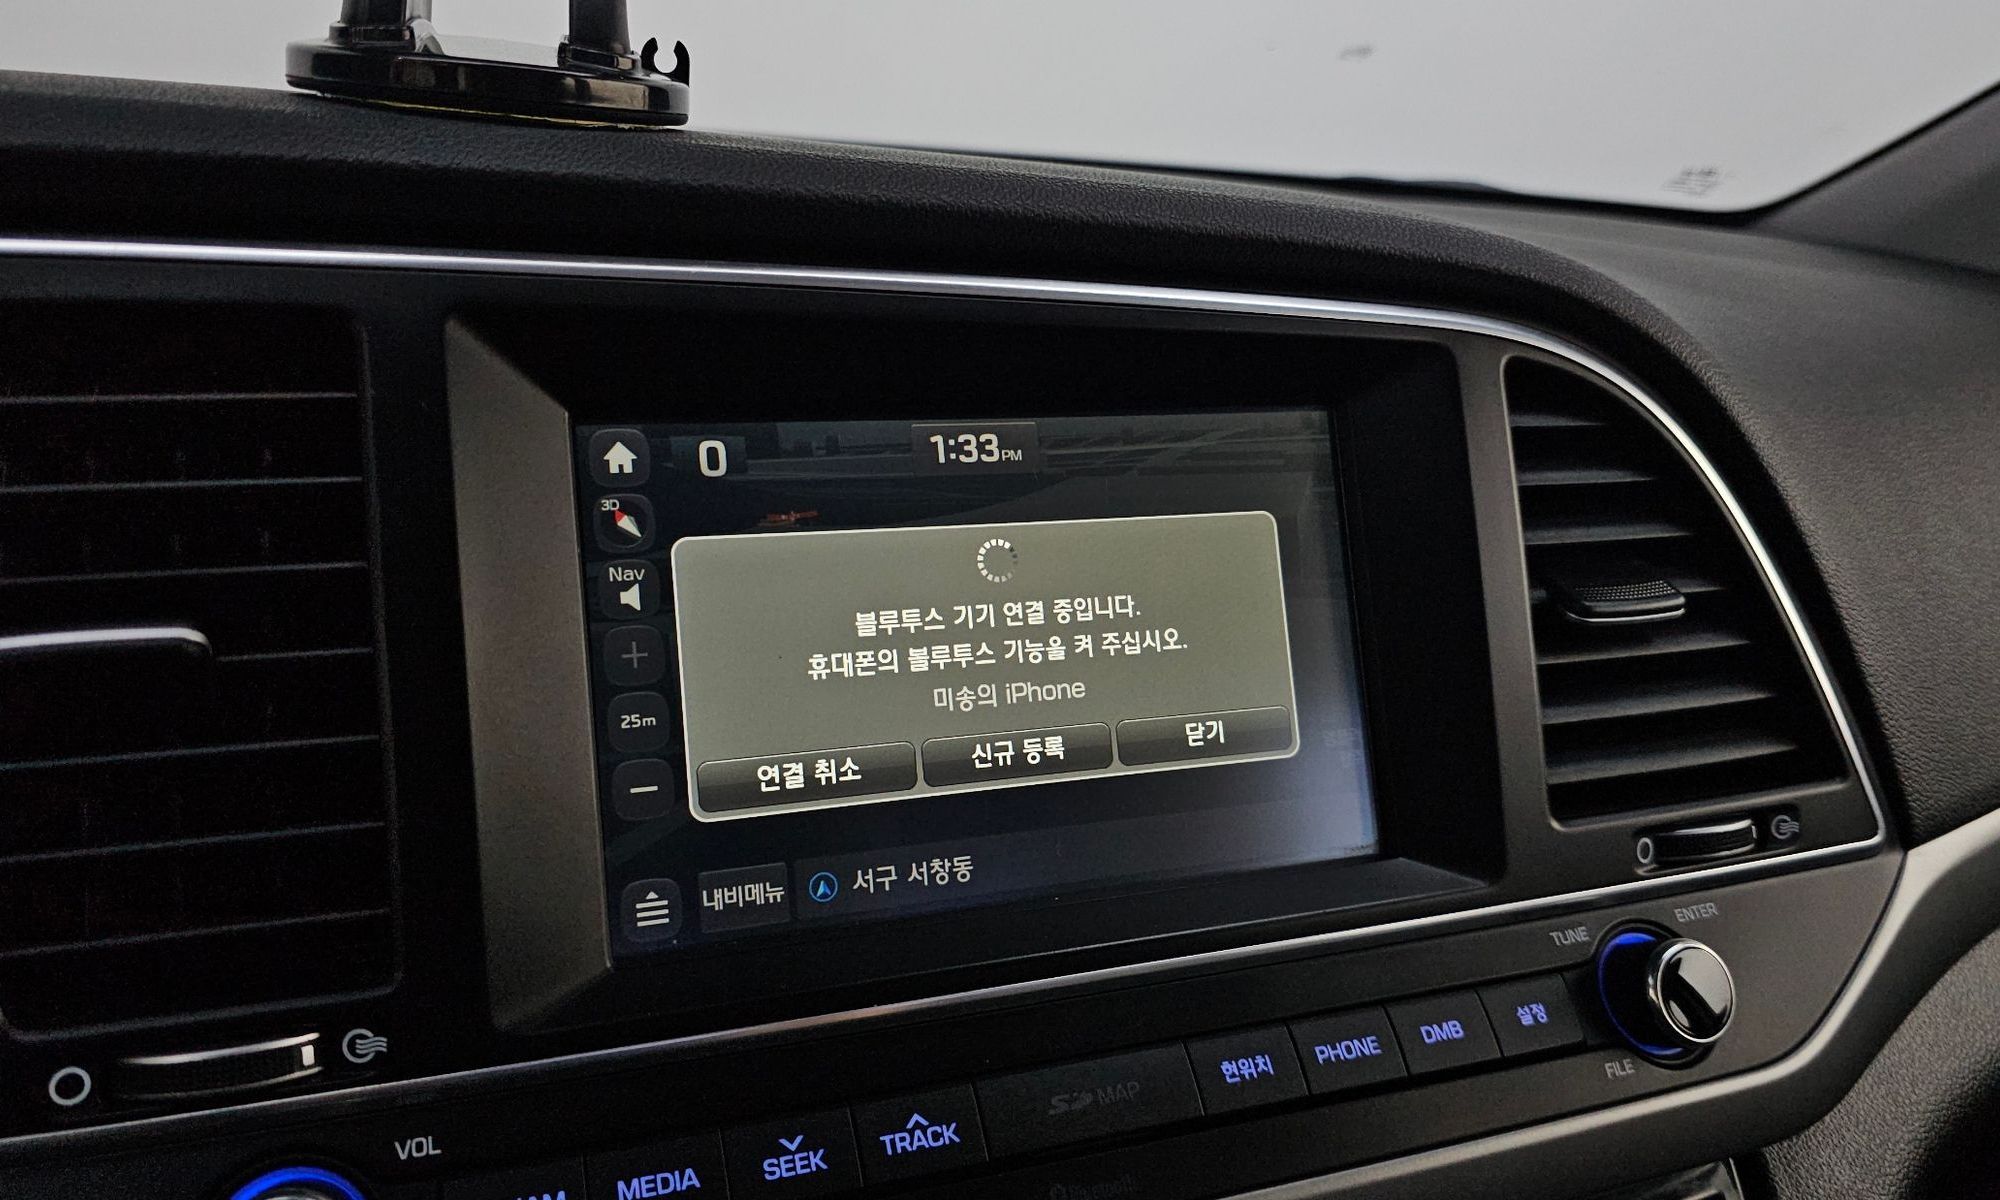 0
1:33 PM
3D
Nav
블루투스 기기 연결 중입니다.
휴대폰의 블루투스 기능을 켜 주십시오.
미송의 iPhone
연결 취소
신규 등록
닫기
25m
내비메뉴
서구 서창동
ENTER
TUNE
FILE
VOL
MEDIA
SEEK
TRACK
SD MAP
현위치
PHONE
DMB
설정